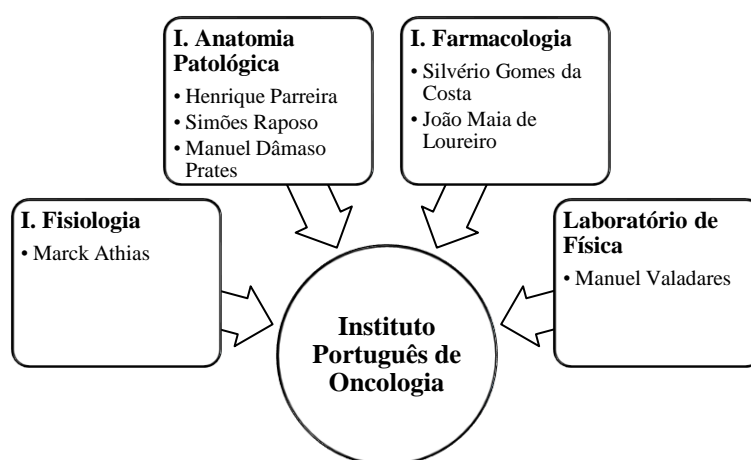 I. Anatomia
Patológica
• Henrique Parreira
• Simões Raposo
• Manuel Dâmaso
Prates
I. Farmacologia
• Silvério Gomes da
Costa
• João Maia de
Loureiro
I. Fisiologia
• Marck Athias
Laboratório de
Física
• Manuel Valadares
Instituto
Português de
Oncologia